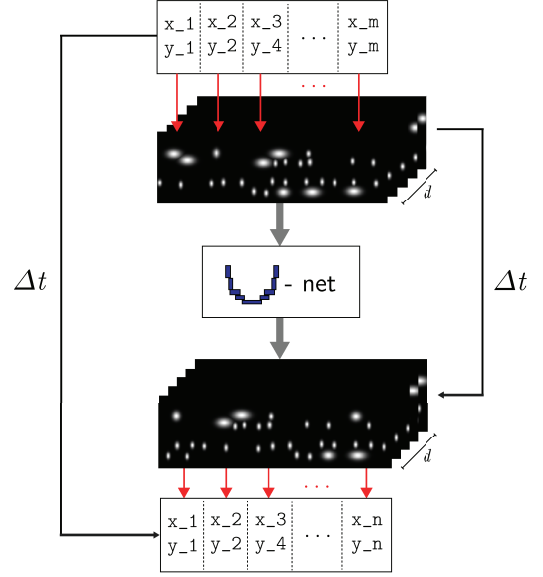 x_1 x_2 x_3 ... x_m
y_1 y_2 y_4 y_m
...
d
Δt Δt
- net
d
...
x_1 x_2 x_3 ... x_n
y_1 y_2 y_4 y_n